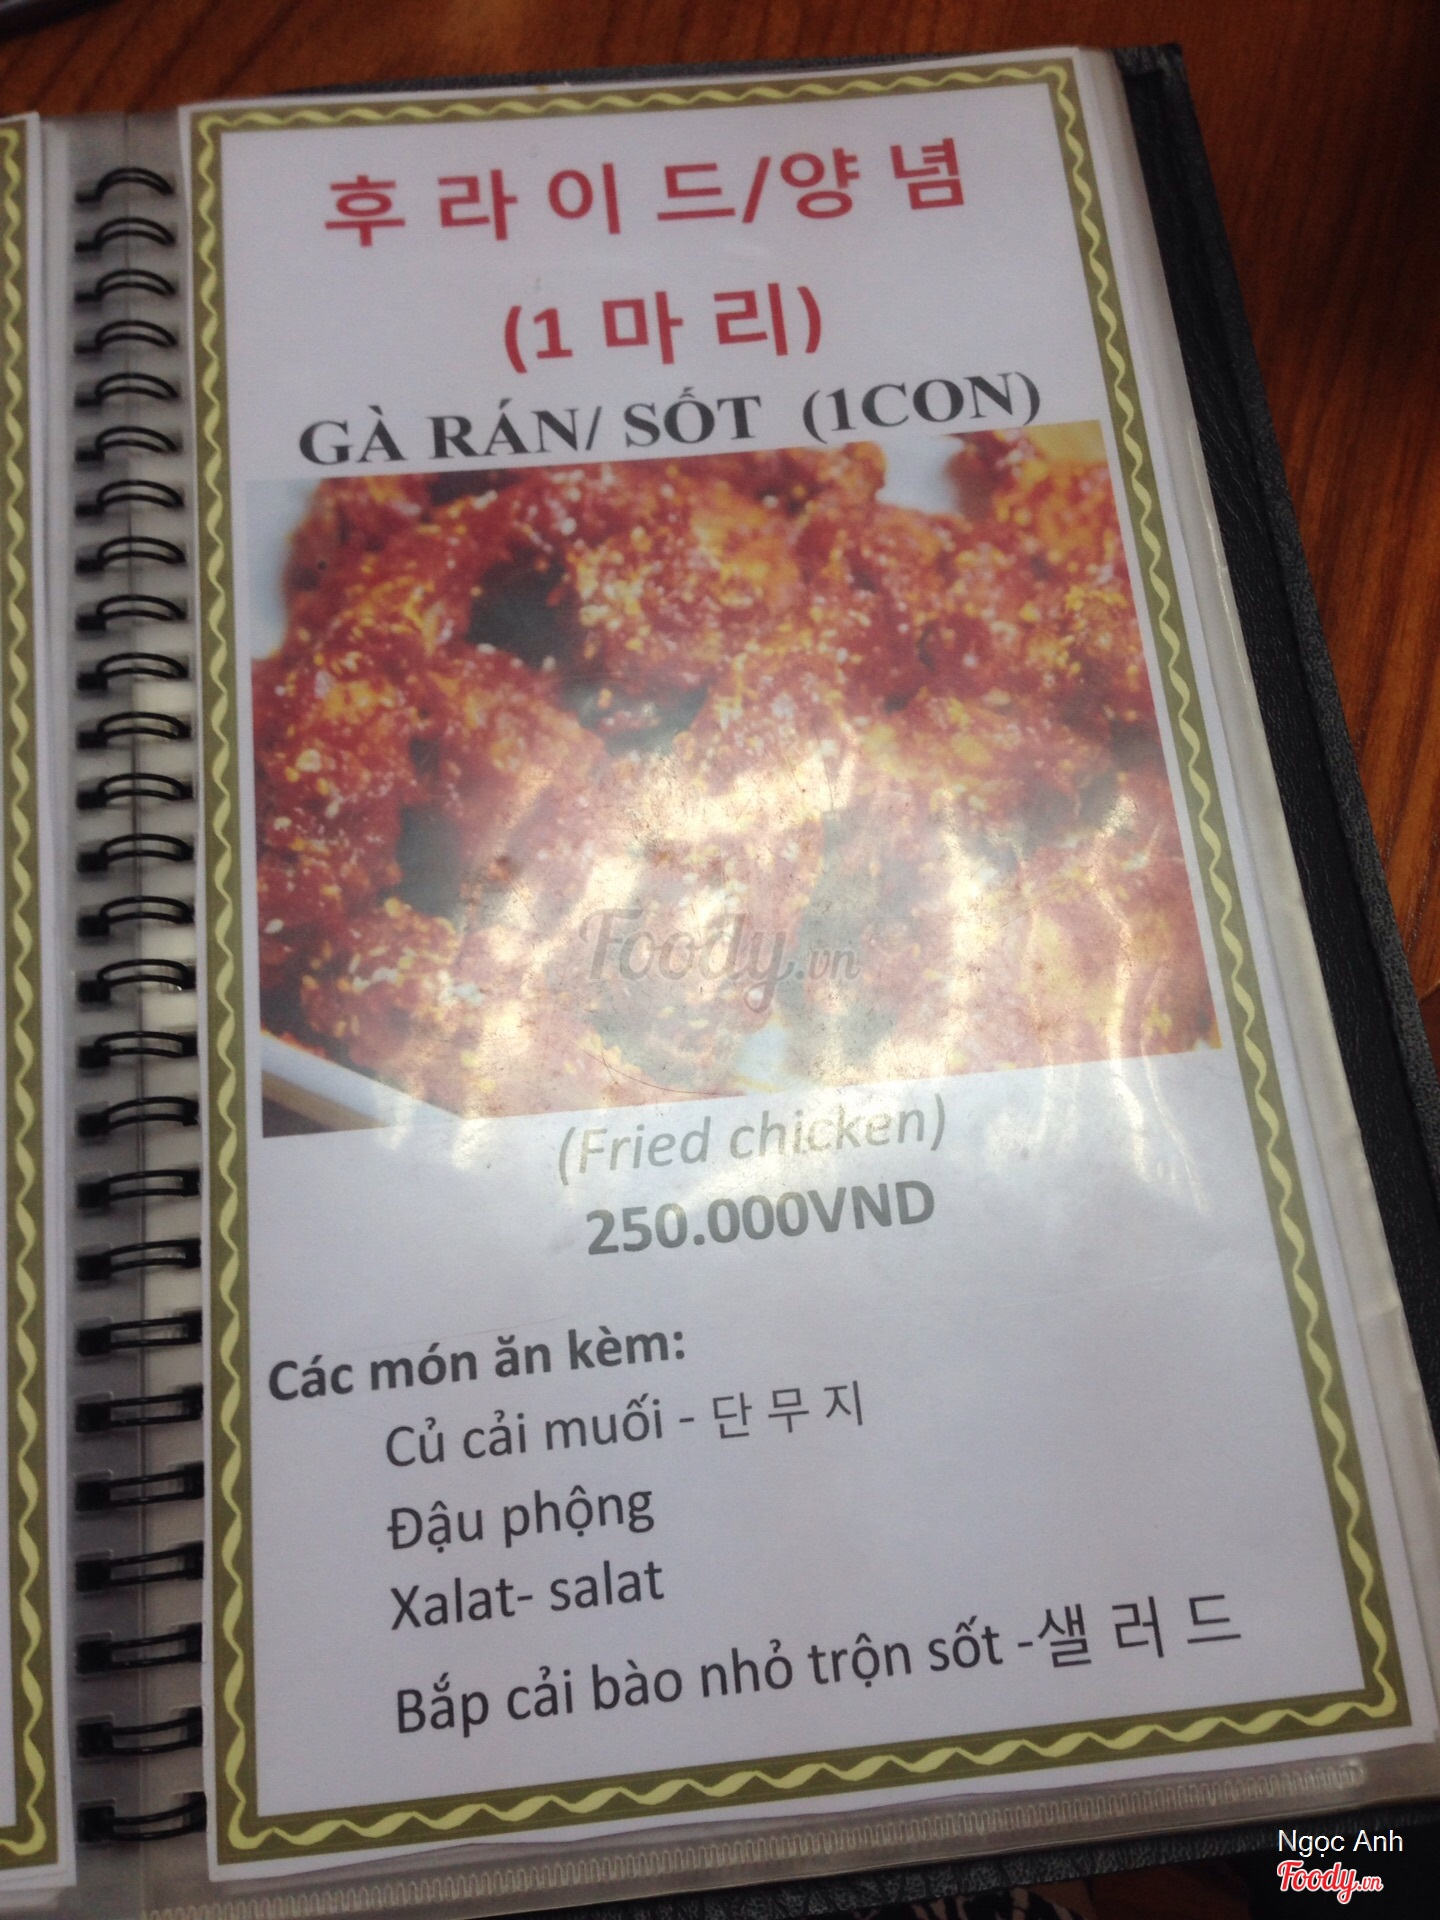 후라이드/양념
(1마리)
GÀ RÁN/ SỐT (1CON)
Foody.vn
(Fried chicken)
250.000VND
Các món ăn kèm:
Củ cải muối - 단무지
Đậu phộng
Xalat- salat
Bắp cải bào nhỏ trộn sốt -샐러드
Ngọc Anh
Foody.vn